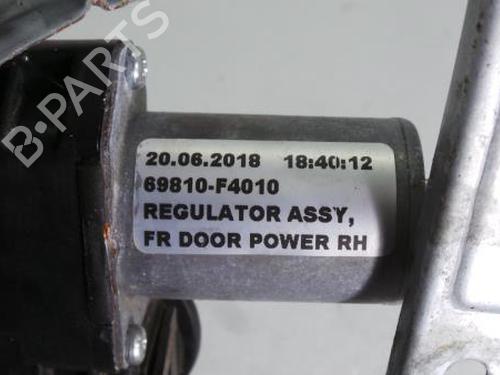 B-PARTS
20.06.2018 18:40:12
69810-F4010
REGULATOR ASSY,
FR DOOR POWER RH